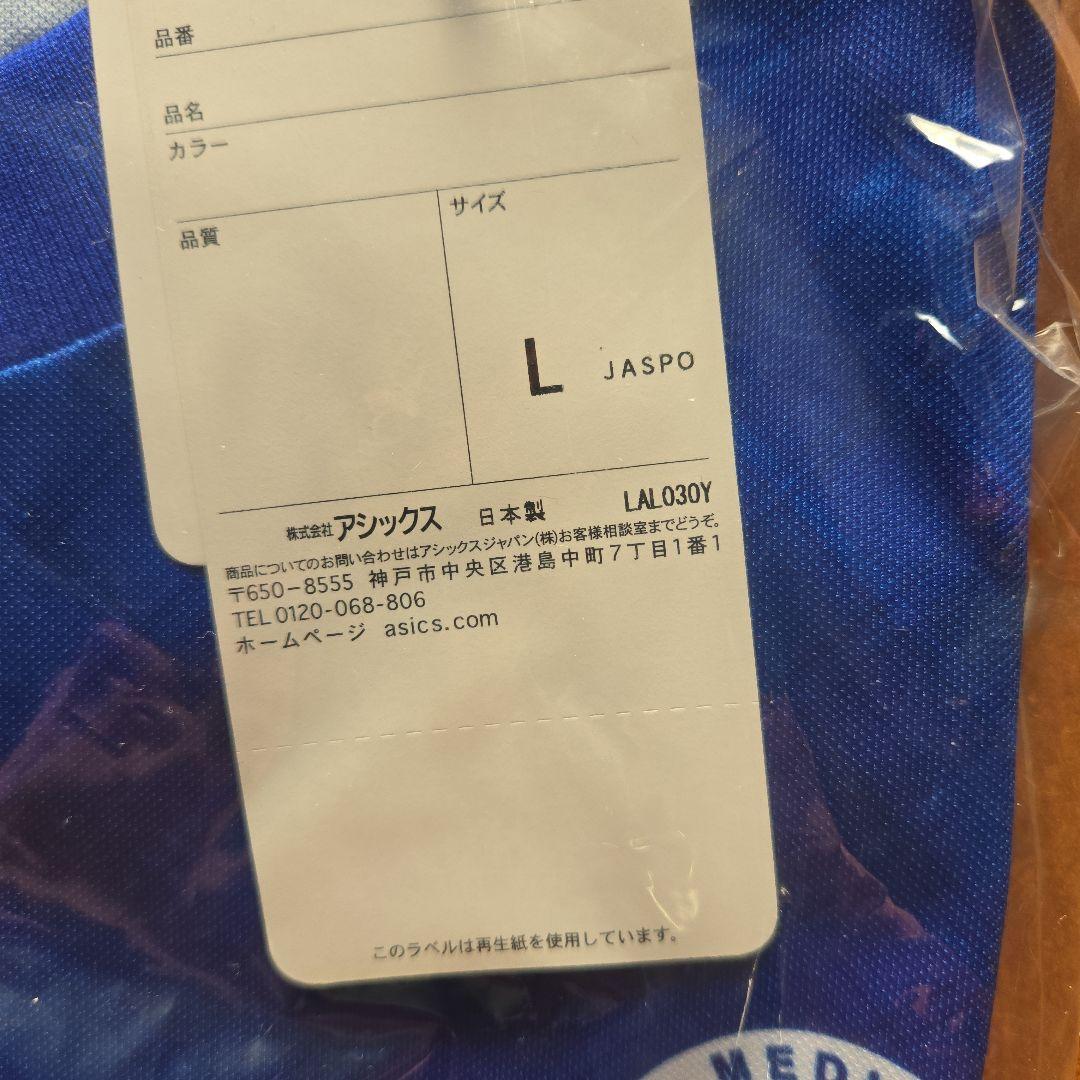 品番
品名
カラー
品質
サイズ
L JASPO
株式会社アシックス 日本製 LAL030Y
商品についてのお問い合わせはアシックスジャパン(株)お客様相談室までどうぞ。
〒650-8555 神戸市中央区港島中町7丁目1番1
TEL 0120-068-806
ホームページ asics.com
このラベルは再生紙を使用しています。
MEDI